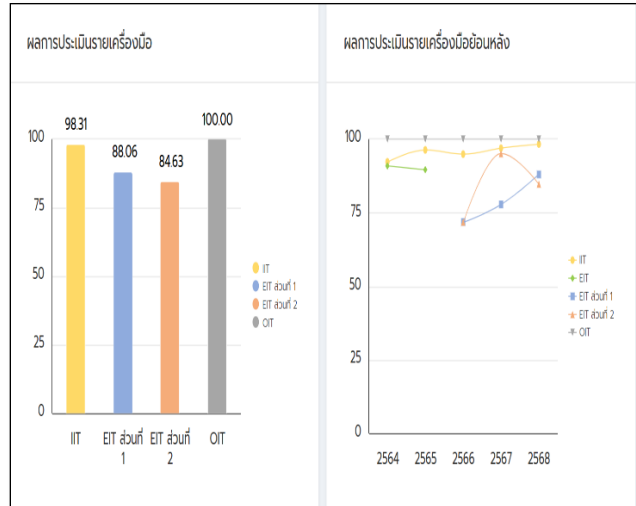 ผลการประเมินรายเครื่องมือ
98.31
88.06
84.63
100.00
100
75
50
25
0
IIT
EIT ส่วนที่ 1
EIT ส่วนที่ 2
OIT
IIT
EIT ส่วนที่
1
EIT ส่วนที่
2
OIT
ผลการประเมินรายเครื่องมือย้อนหลัง
100
75
50
25
0
IIT
EIT
EIT ส่วนที่ 1
EIT ส่วนที่ 2
OIT
2564 2565 2566 2567 2568